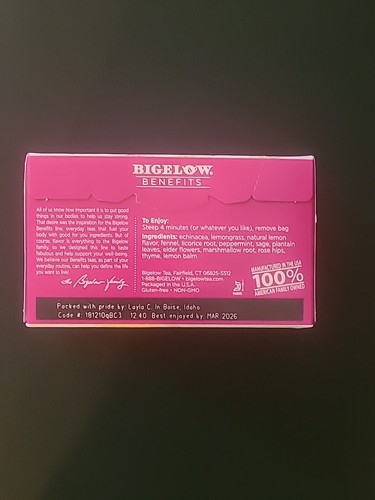 BIGELOW®
BENEFITS
All of us know how important it is to put good
things in our bodies to help us stay strong.
That desire was the inspiration for the Bigelow
Benefits line, everyday teas that fuel your
body with good for you ingredients. But of
course, flavor is everything to the Bigelow
family, so we designed this line to taste
fabulous and help support your well-being.
We believe our Benefits teas, as part of your
everyday routine, can help you define the life
you want to live!
the Bigelow family
To Enjoy:
Steep 4 minutes (or whatever you like), remove bag
Ingredients: echinacea, lemongrass, natural lemon
flavor, fennel, licorice root, peppermint, sage, plantain
leaves, elder flowers, marshmallow root, rose hips,
thyme, lemon balm
Bigelow Tea, Fairfield, CT 06825-5512
1-888-BIGELOW • bigelowtea.com
Packaged in the U.S.A.
Gluten-free • NON-GMO
MANUFACTURED IN THE USA
100%
AMERICAN FAMILY OWNED
Packed with pride by: Layla C. in Boise, Idaho
Code #: 181210qBC3 12:40 Best enjoyed by: MAR 2026